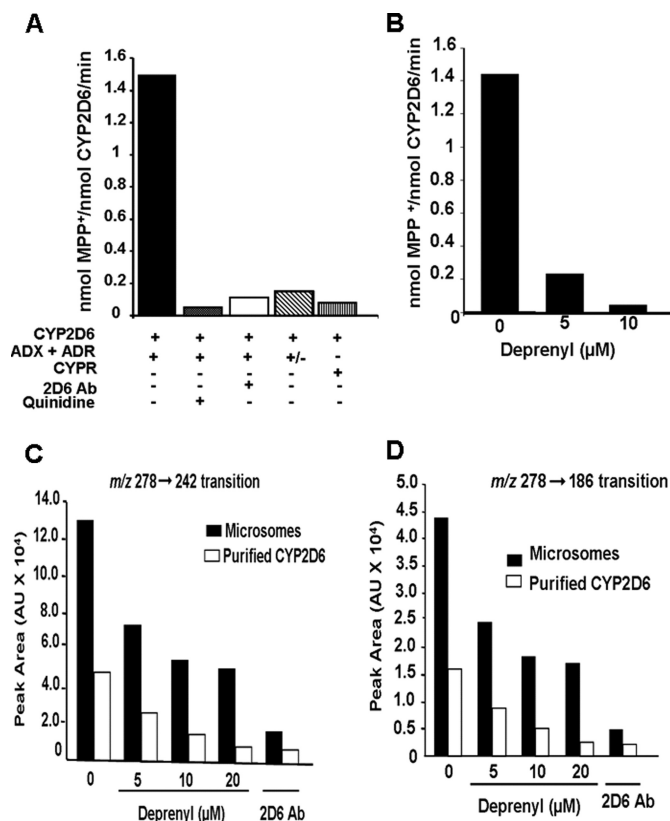 A
nmol MPP+/nmol CYP2D6/min
1.6
1.4
1.2
1
0.8
0.6
0.4
0.2
0
CYP2D6 + + + + +
ADX + ADR + + + +/- -
CYPR - - - - +
2D6 Ab - - + - -
Quinidine - + - - -
B
nmol MPP +/nmol CYP2D6/min
1.6
1.4
1.2
1
0.8
0.6
0.4
0.2
0
0 5 10
Deprenyl (µM)
C
m/z 278→242 transition
Peak Area (AU X 10⁴)
14.0
12.0
10.0
8.0
6.0
4.0
2.0
0
Microsomes
Purified CYP2D6
0 5 10 20
Deprenyl (µM) 2D6 Ab
D
m/z 278→186 transition
Peak Area (AU X 10⁴)
5.0
4.0
3.5
3.0
2.5
2.0
1.5
1.0
0.5
0
Microsomes
Purified CYP2D6
0 5 10 20
Deprenyl (µM) 2D6 Ab